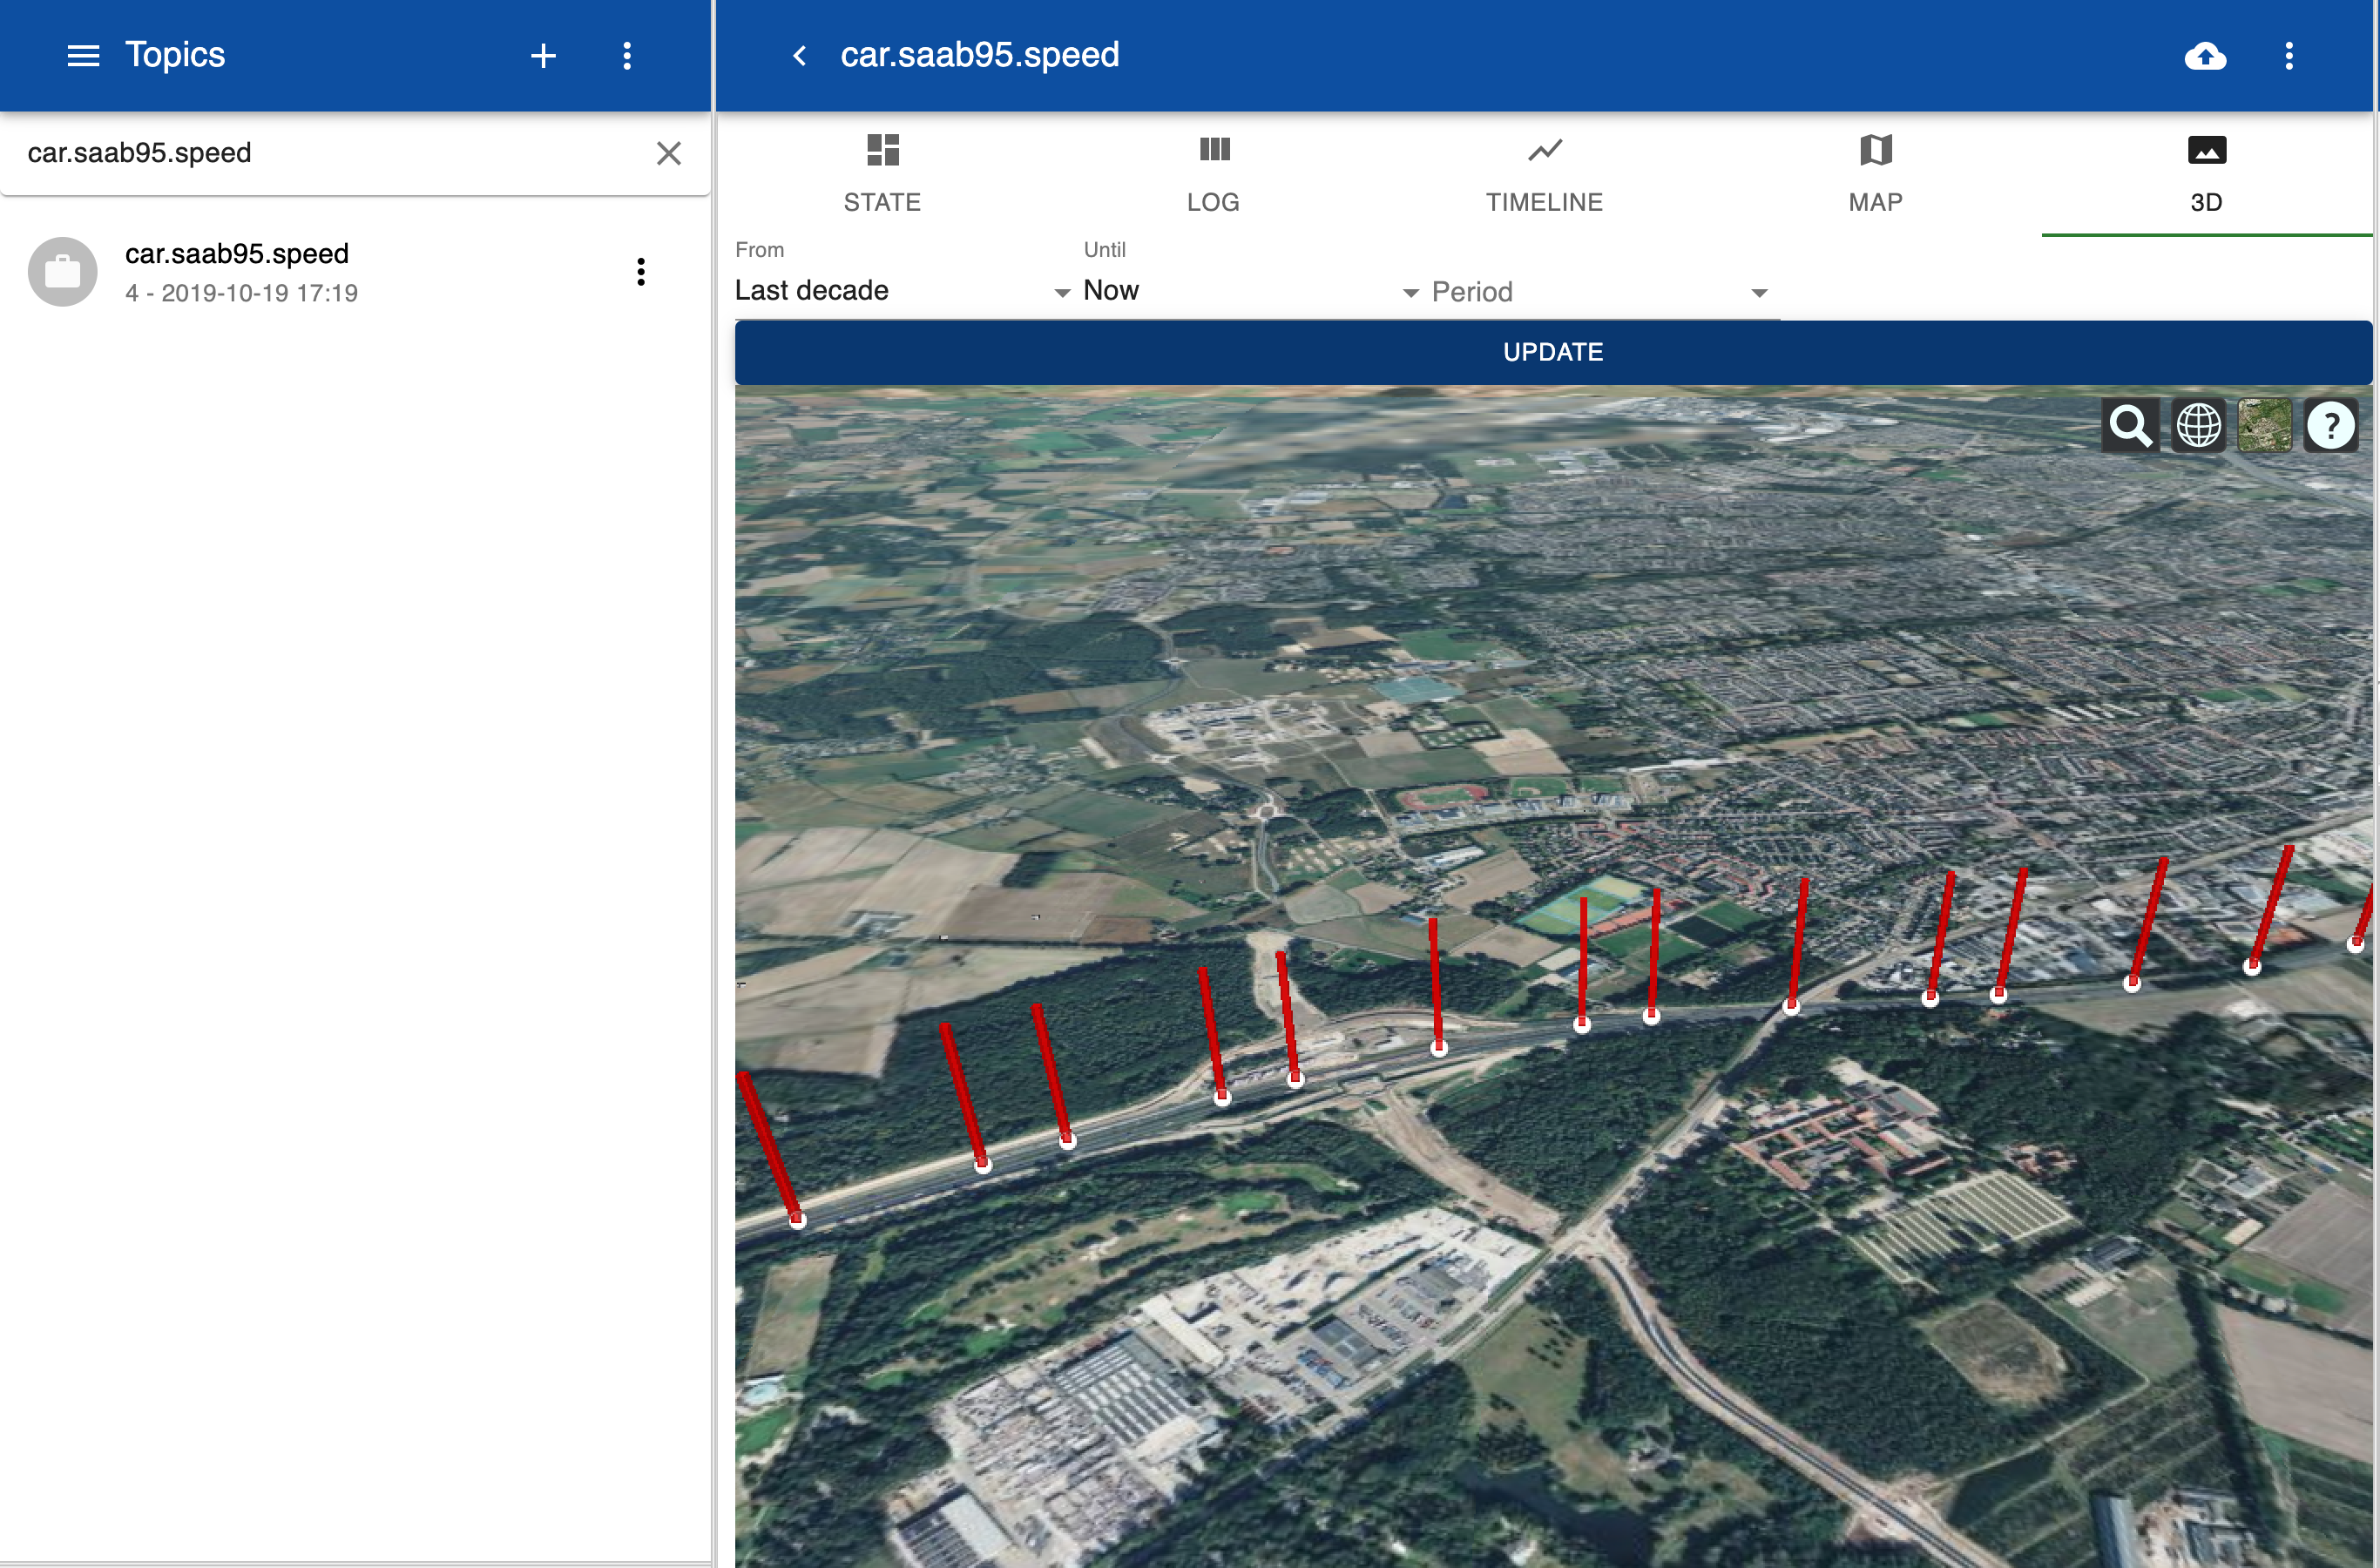 Topics
car.saab95.speed
car.saab95.speed
4 - 2019-10-19 17:19
car.saab95.speed
STATE
LOG
TIMELINE
MAP
3D
From
Until
Last decade
Now
Period
UPDATE
?